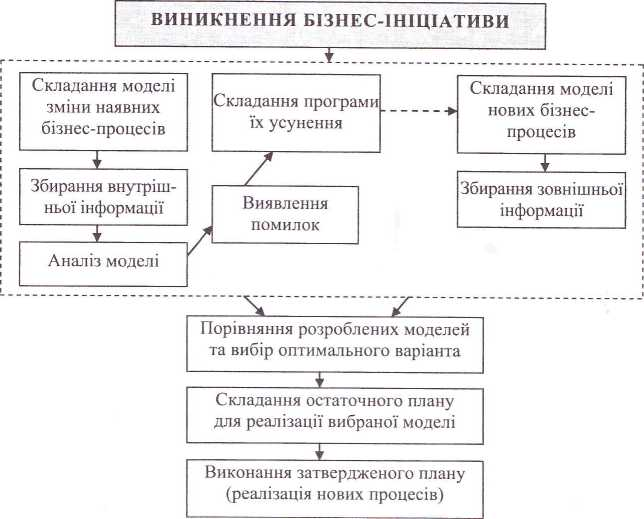 ВИНИКНЕННЯ БІЗНЕС-ІНІЦІАТИВИ
Складання моделі
зміни наявних
бізнес-процесів
Збирання внутріш-
ньої інформації
Аналіз моделі
Складання програми
їх усунення
Виявлення
помилок
Складання моделі
нових бізнес-
процесів
Збирання зовнішньої
інформації
Порівняння розроблених моделей
та вибір оптимального варіанта
Складання остаточного плану
для реалізації вибраної моделі
Виконання затвердженого плану
(реалізація нових процесів)